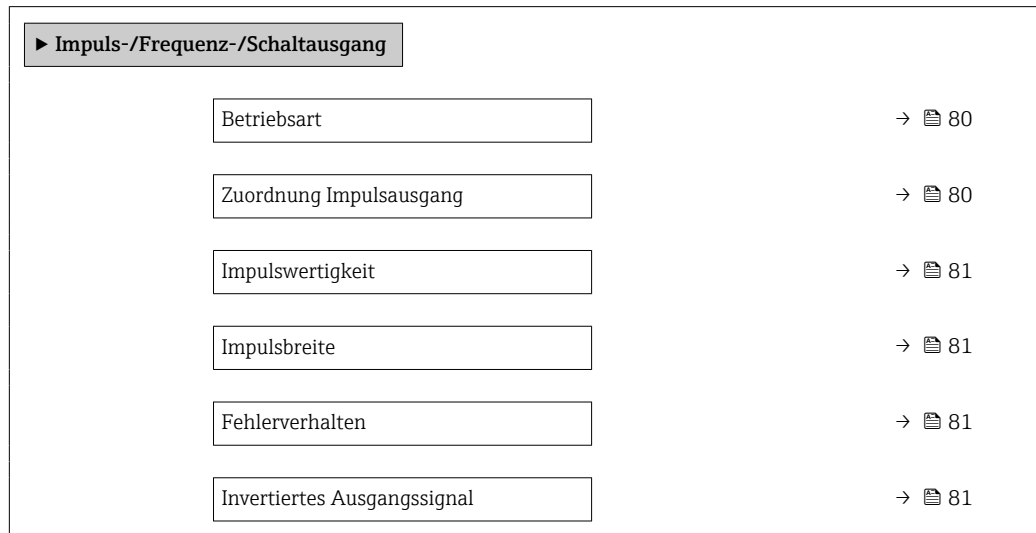 ► Impuls-/Frequenz-/Schaltausgang
Betriebsart → 80
Zuordnung Impulsausgang → 80
Impulswertigkeit → 81
Impulsbreite → 81
Fehlerverhalten → 81
Invertiertes Ausgangssignal → 81